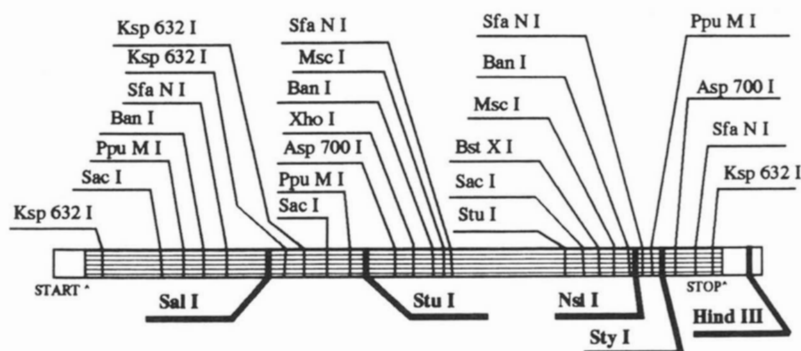 Ksp 632 I
Ksp 632 I
Sfa N I
Ban I
Ppu M I
Sac I
Ksp 632 I
Sfa N I
Msc I
Ban I
Xho I
Asp 700 I
Ppu M I
Sac I
Sfa N I
Ban I
Msc I
Bst X I
Sac I
Stu I
Ppu M I
Asp 700 I
Sfa N I
Ksp 632 I
START ^
STOP^
Sal I
Stu I
Nsi I
Sty I
Hind III